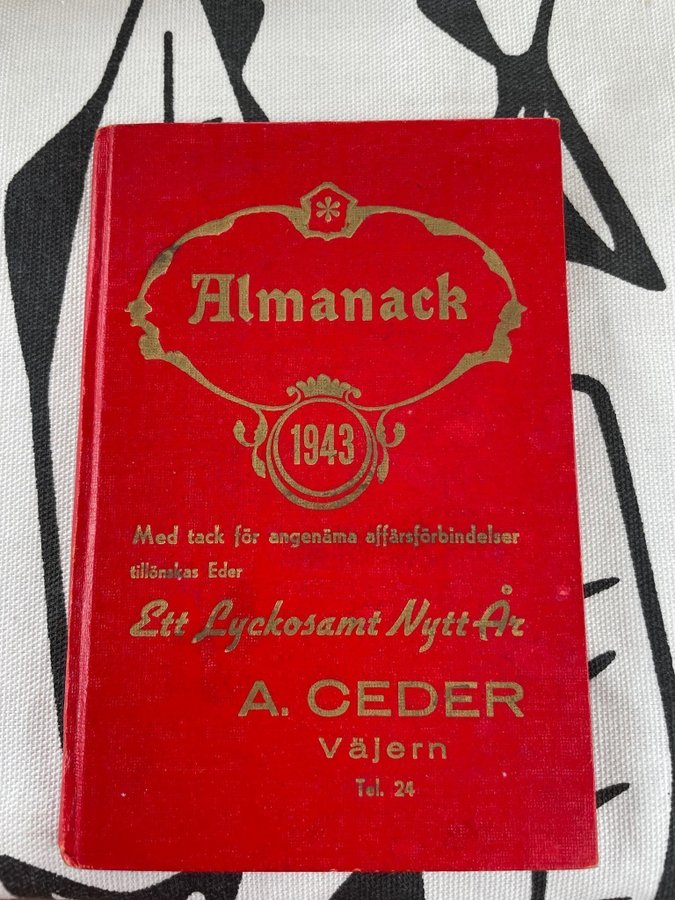 Almanack
1943
Med tack för angenäma affärsförbindelser
tillönskas Eder
Ett Lyckosamt Nytt År
A. CEDER
Väjern
Tel. 24